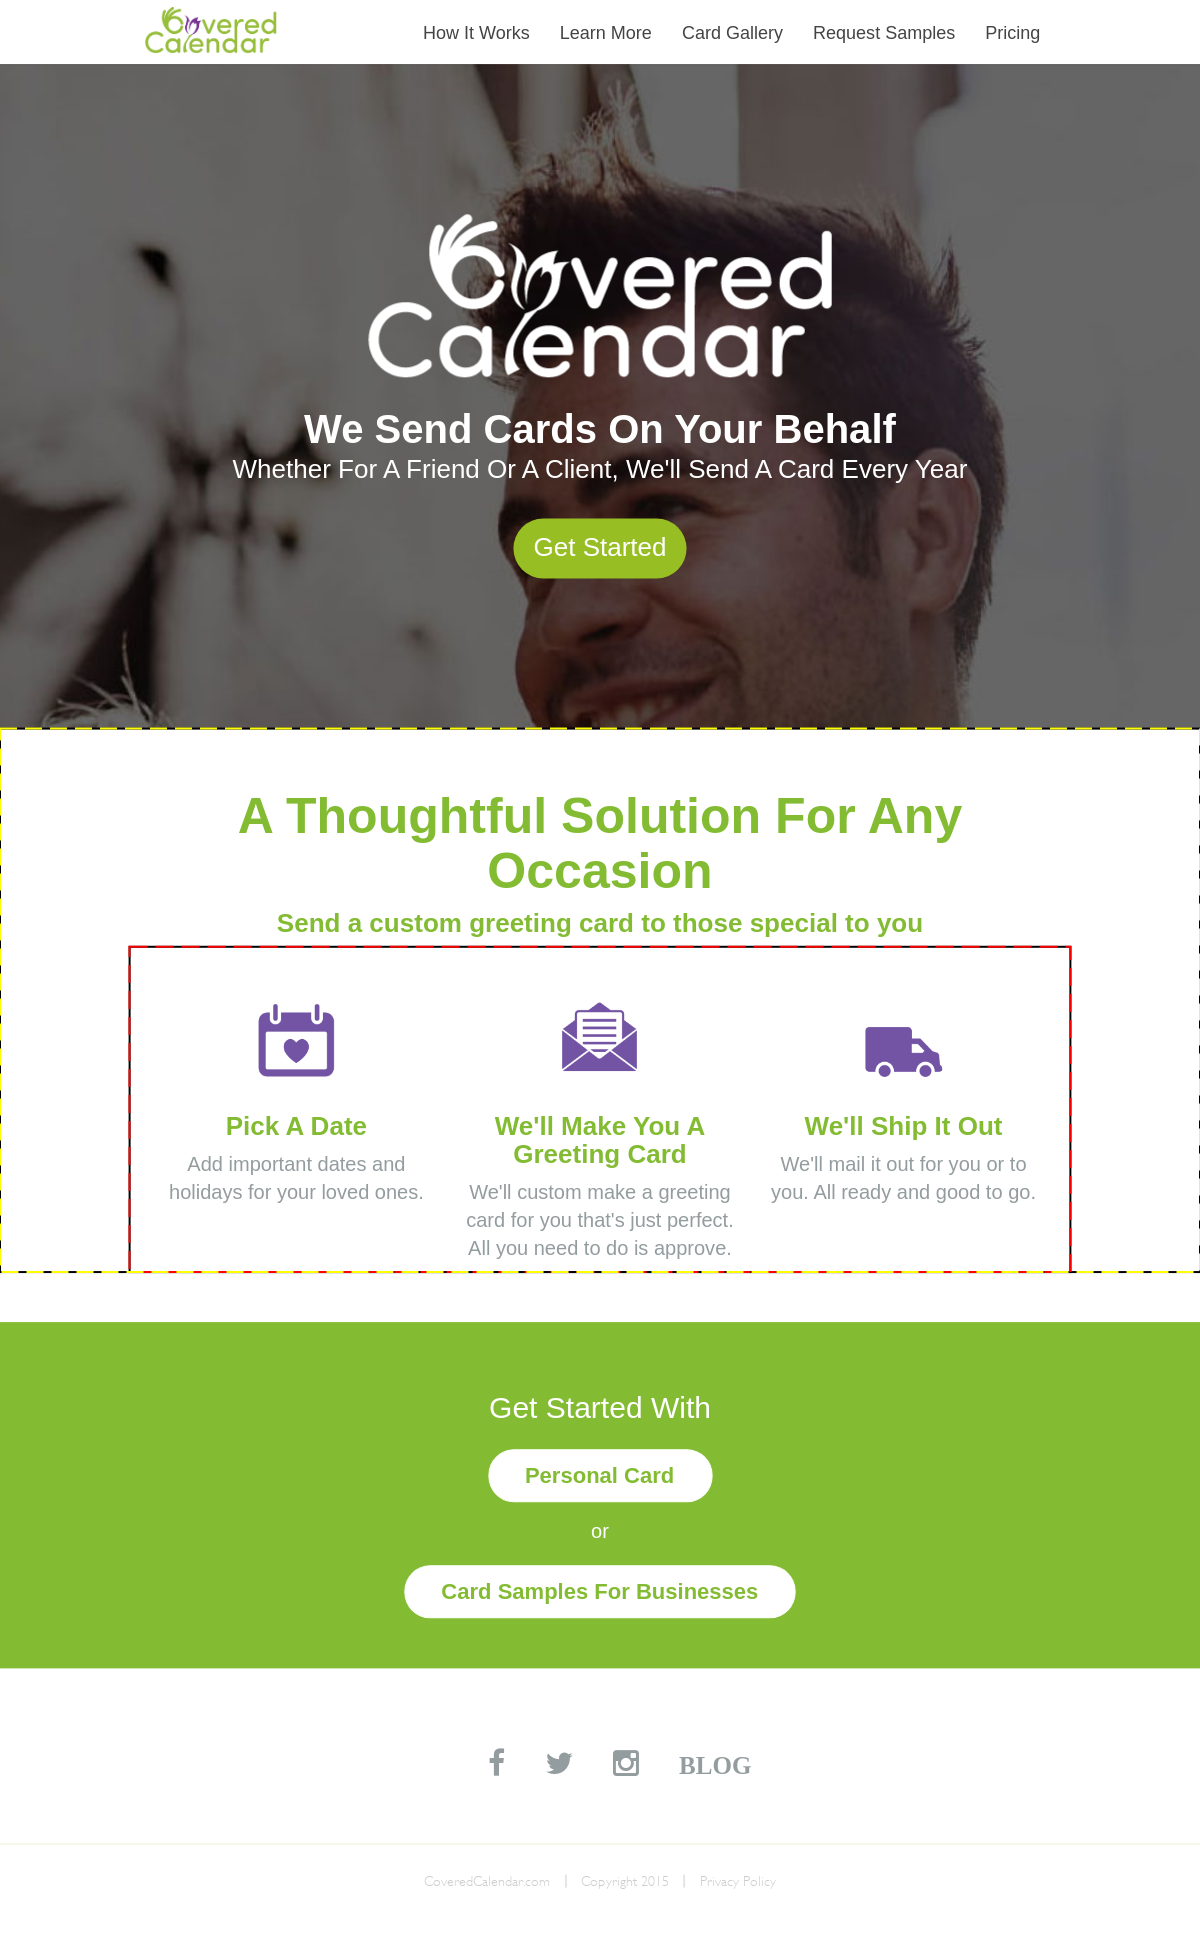 Covered
Calendar
How It Works Learn More Card Gallery Request Samples Pricing
Covered
Calendar
We Send Cards On Your Behalf
Whether For A Friend Or A Client, We'll Send A Card Every Year
Get Started
A Thoughtful Solution For Any
Occasion
Send a custom greeting card to those special to you
Pick A Date
Add important dates and
holidays for your loved ones.
We'll Make You A
Greeting Card
We'll custom make a greeting
card for you that's just perfect.
All you need to do is approve.
We'll Ship It Out
We'll mail it out for you or to
you. All ready and good to go.
Get Started With
Personal Card
or
Card Samples For Businesses
BLOG
CoveredCalendar.com | Copyright 2015 | Privacy Policy